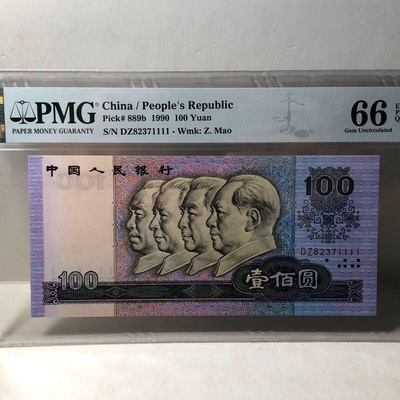 PMG
PAPER MONEY GUARANTY
China / People's Republic
Pick# 889b 1990 100 Yuan
S/N DZ82371111 - Wmk: Z. Mao
66 EPQ
Gem Uncirculated
中国人民银行
100
DZ82371111
100
壹佰圆